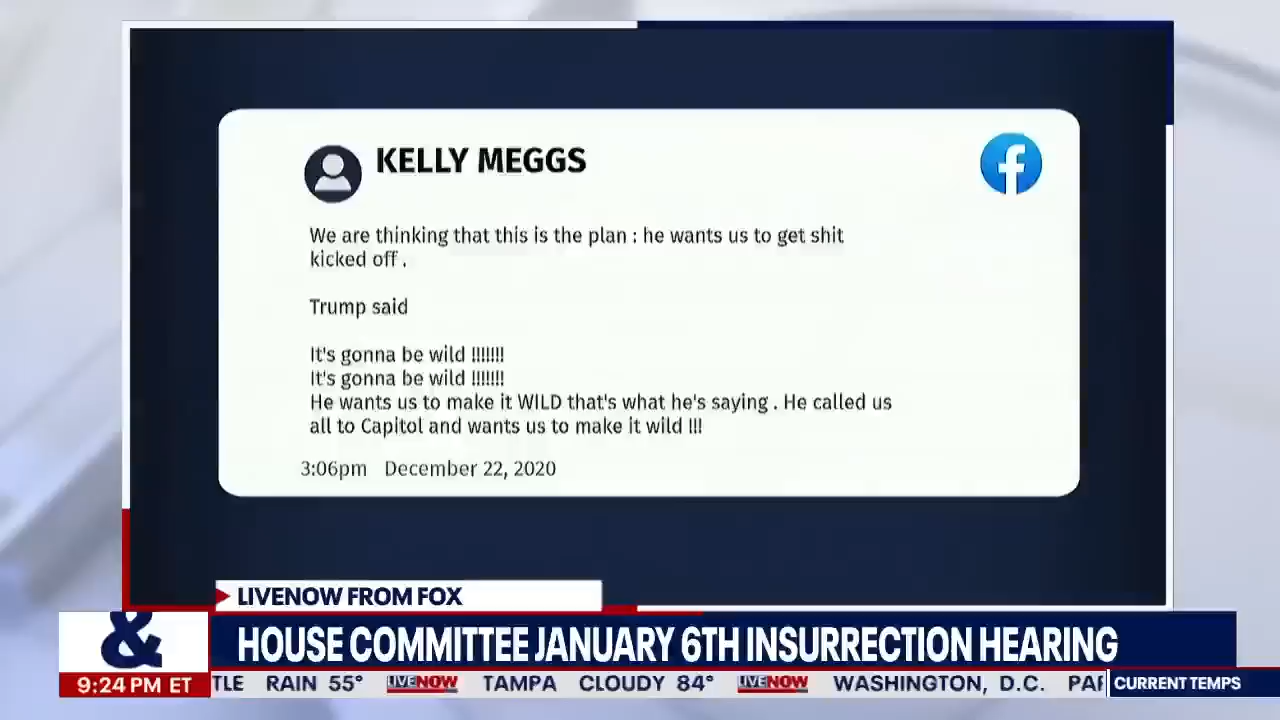 KELLY MEGGS
f
We are thinking that this is the plan : he wants us to get shit
kicked off .
Trump said
It's gonna be wild !!!!!!!
It's gonna be wild !!!!!!!
He wants us to make it WILD that's what he's saying . He called us
all to Capitol and wants us to make it wild !!!
3:06pm December 22, 2020
LIVENOW FROM FOX
&
HOUSE COMMITTEE JANUARY 6TH INSURRECTION HEARING
9:24 PM ET
TLE RAIN 55° LIVENOW TAMPA CLOUDY 84° LIVENOW WASHINGTON, D.C. PAR
CURRENT TEMPS